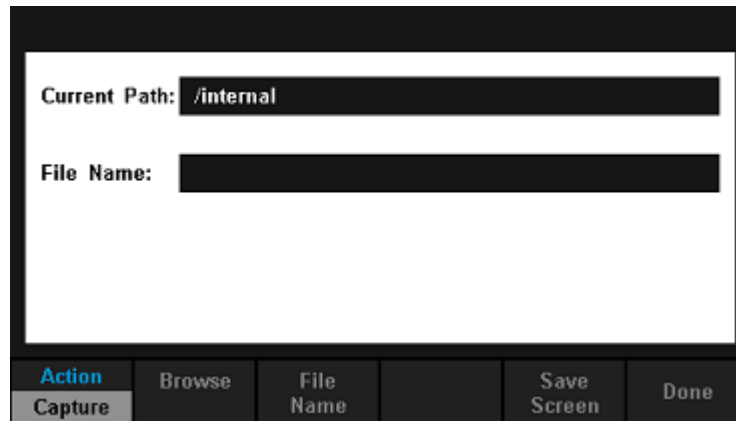 Current Path: /internal
File Name:
Action
Capture
Browse
File
Name
Save
Screen
Done